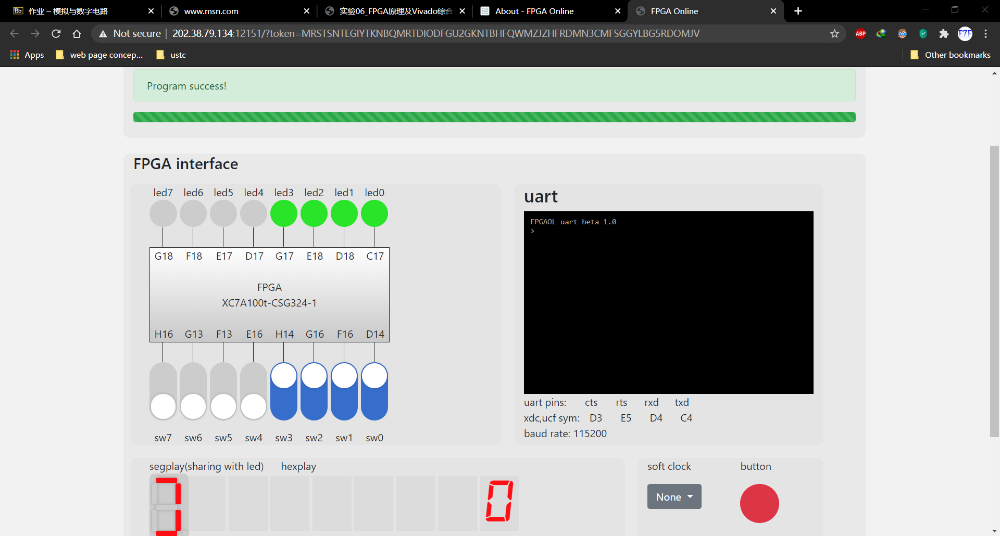 作业 – 模拟与数字电路
www.msn.com
实验06_FPGA原理及Vivado综合
About - FPGA Online
FPGA Online
Not secure | 202.38.79.134:12151/?token=MRSTSNTEGIYTKNBQMRTDIODFGU2GKNTBHFQWMZJZHFRDMN3CMFSGGYLBG5RDOMJV
ABP
FZF
Apps
web page concep...
ustc
Other bookmarks
Program success!
FPGA interface
led7 led6 led5 led4 led3 led2 led1 led0
G18 F18 E17 D17 G17 E18 D18 C17
FPGA
XC7A100t-CSG324-1
H16 G13 F13 E16 H14 G16 F16 D14
sw7 sw6 sw5 sw4 sw3 sw2 sw1 sw0
uart
FPGAOL uart beta 1.0
>
uart pins: cts rts rxd txd
xdc,ucf sym: D3 E5 D4 C4
baud rate: 115200
segplay(sharing with led) hexplay
0
soft clock button
None